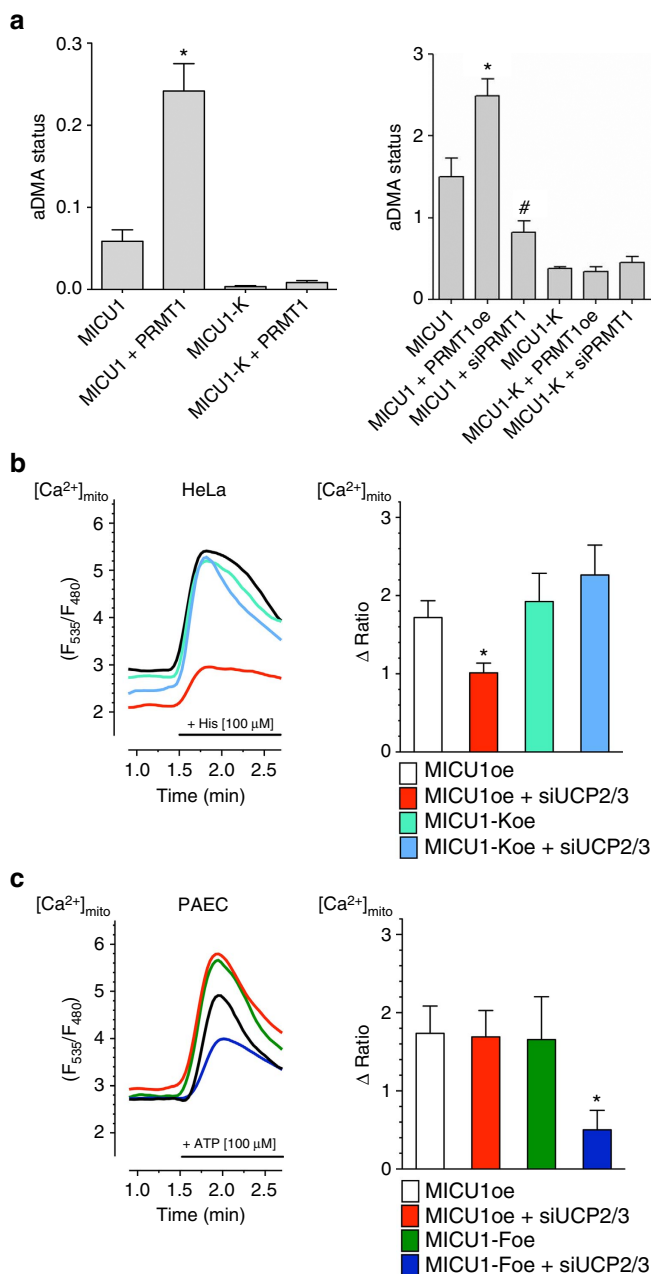 a
0.3
0.2
0.1
0.0
aDMA status
*
MICU1
MICU1 + PRMT1
MICU1-K
MICU1-K + PRMT1
3
2
1
0
aDMA status
*
#
MICU1
MICU1 + PRMT1oe
MICU1 + siPRMT1
MICU1-K
MICU1-K + PRMT1oe
MICU1-K + siPRMT1
b
[Ca²⁺]mito
HeLa
6
5
4
3
2
(F₅₃₅/F₄₈₀)
+ His [100 μM]
1.0 1.5 2.0 2.5
Time (min)
[Ca²⁺]mito
3
2
1
0
Δ Ratio
*
MICU1oe
MICU1oe + siUCP2/3
MICU1-Koe
MICU1-Koe + siUCP2/3
c
[Ca²⁺]mito
PAEC
6
5
4
3
2
(F₅₃₅/F₄₈₀)
+ ATP [100 μM]
1.0 1.5 2.0 2.5
Time (min)
[Ca²⁺]mito
3
2
1
0
Δ Ratio
*
MICU1oe
MICU1oe + siUCP2/3
MICU1-Foe
MICU1-Foe + siUCP2/3